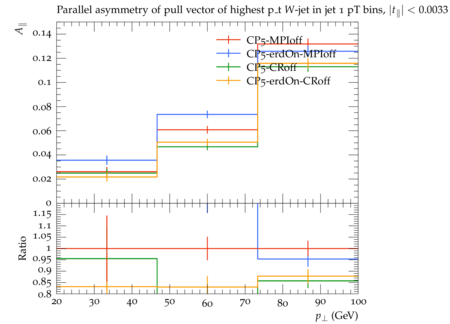 Parallel asymmetry of pull vector of highest p_t W-jet in jet 1 pT bins, |t∥| < 0.0033
A∥
0.14
0.12
0.1
0.08
0.06
0.04
0.02
0
CP5-MPIoff
CP5-erdOn-MPIoff
CP5-CRoff
CP5-erdOn-CRoff
Ratio
1.15
1.1
1.05
1
0.95
0.9
0.85
0.8
20 30 40 50 60 70 80 90 100
p⊥ (GeV)